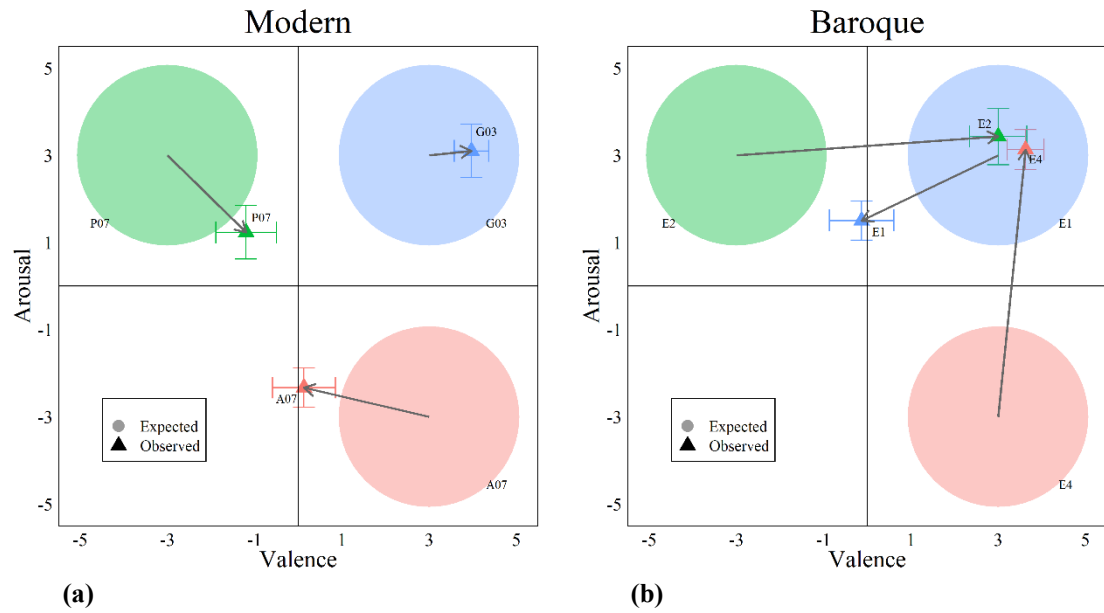 Modern
5
3
1
-1
-3
-5
Arousal
P07
P07
G03
G03
A07
A07
Expected
Observed
-5
-3
-1
1
3
5
Valence
(a)
Baroque
5
3
1
-1
-3
-5
Arousal
E2
E4
E2
E1
E1
E4
Expected
Observed
-5
-3
-1
1
3
5
Valence
(b)